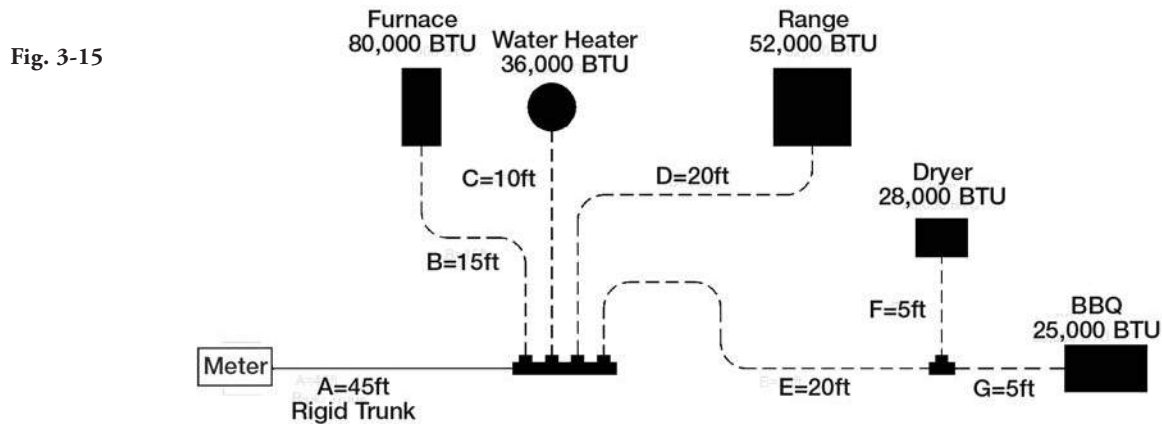 Fig. 3-15
Furnace
80,000 BTU
Water Heater
36,000 BTU
Range
52,000 BTU
C=10ft
D=20ft
Dryer
28,000 BTU
B=15ft
F=5ft
BBQ
25,000 BTU
Meter
A=45ft
Rigid Trunk
E=20ft
G=5ft